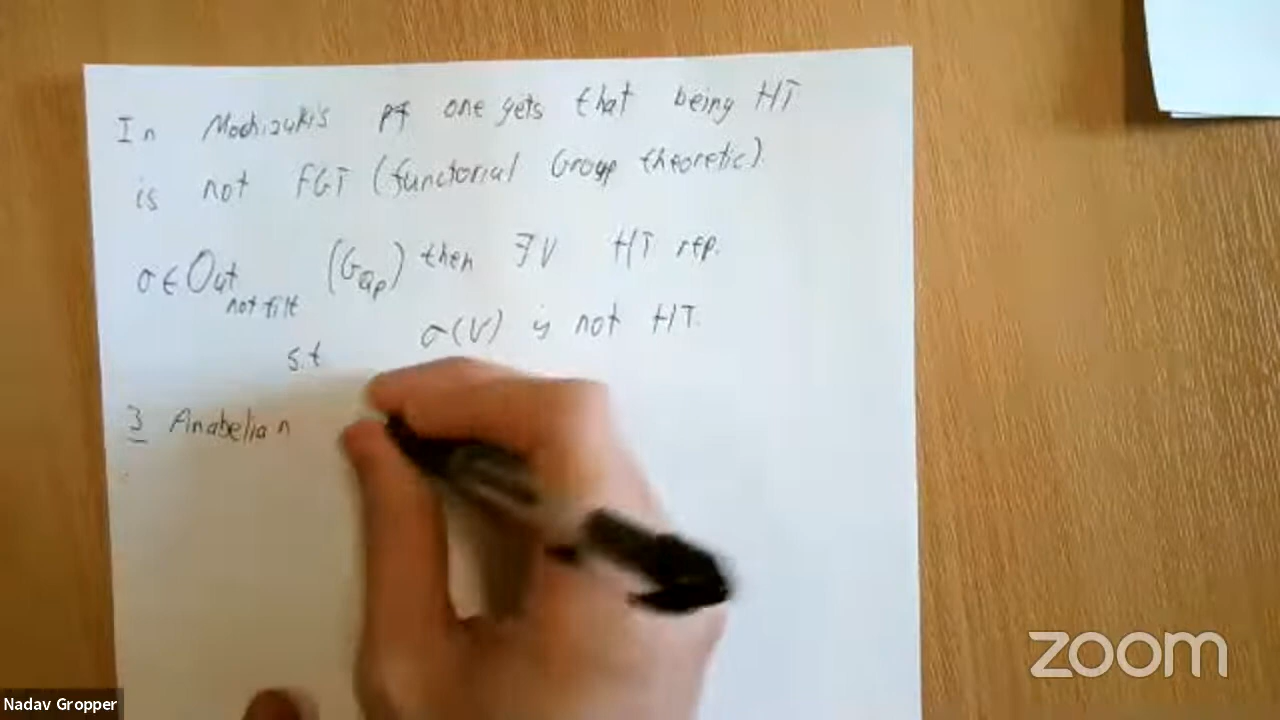 In Mochizuki's pf one gets that being HT
is not FGT (functorial Group theoretic).
σ ∈ Out not filt (G_Qp) then ∃V HT rep.
s.t σ(V) is not HT.
3 Anabelian
Nadav Gropper
zoom